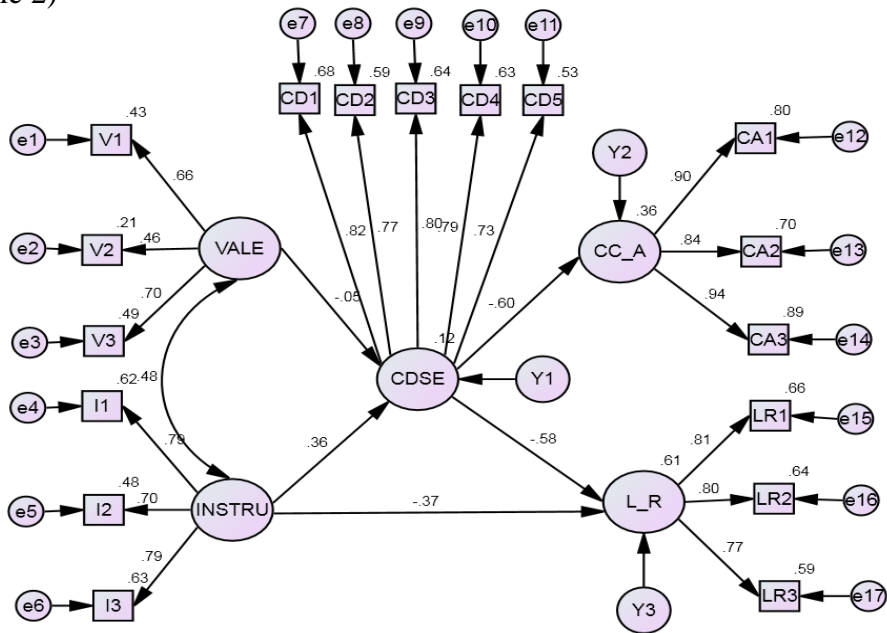 e 2)
e7 e8 e9 e10 e11
.68 .59 .64 .63 .53
CD1 CD2 CD3 CD4 CD5
.43 .80
e1 V1 Y2 CA1 e12
.66 .90
.82 .77 .80 .79 .73
.21 .36 .70
e2 V2 .46 VALE CC_A .84 CA2 e13
.70 -.05 -.60 .94
.49 .89
e3 V3 .12 CA3 e14
CDSE Y1
.62 .48 .66
e4 I1 LR1 e15
.79 .36 -.58 .81
.48 .61 .64
e5 I2 .70 INSTRU -.37 L_R .80 LR2 e16
.79 .77
.63 .59
e6 I3 Y3 LR3 e17